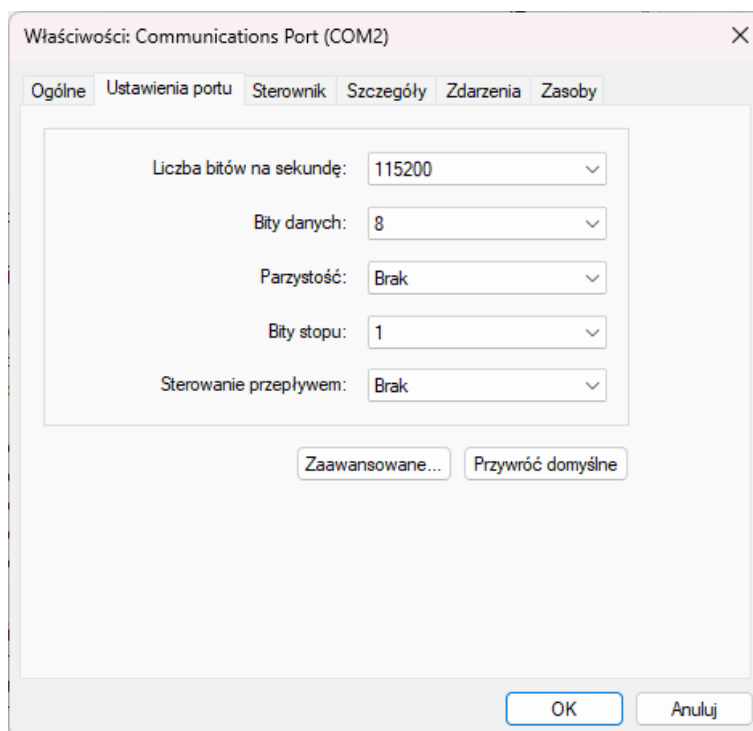 Właściwości: Communications Port (COM2)
Ogólne Ustawienia portu Sterownik Szczegóły Zdarzenia Zasoby
Liczba bitów na sekundę: 115200
Bity danych: 8
Parzystość: Brak
Bity stopu: 1
Sterowanie przepływem: Brak
Zaawansowane... Przywróć domyślne
OK Anuluj